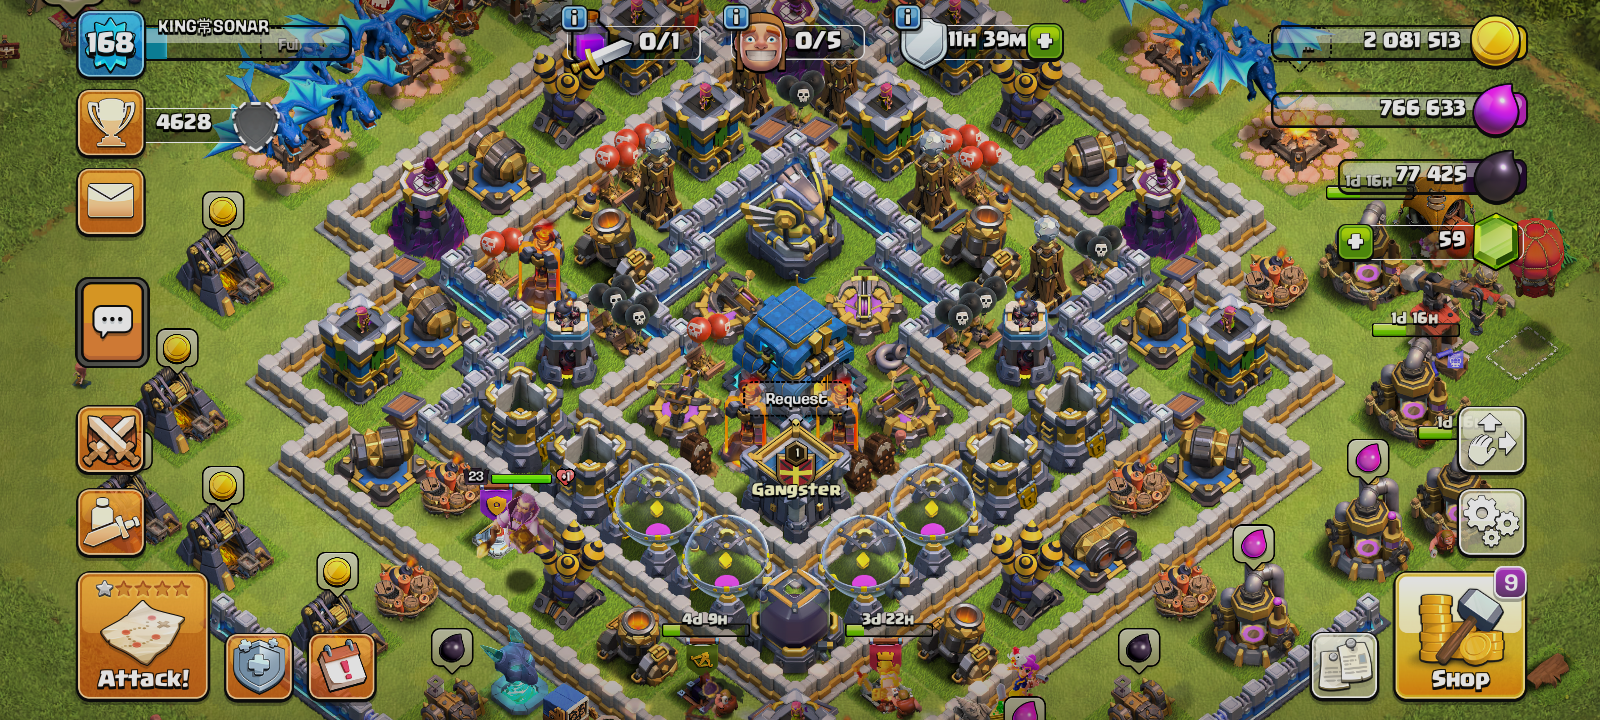 168
KING常SONAR
Full
0/1
0/5
11H 39M
2 081 513
4628
766 633
1d 16H
77 425
59
1d 16H
Request
1
Gangster
23
1d
4d 9H
3d 22H
Attack!
9
Shop